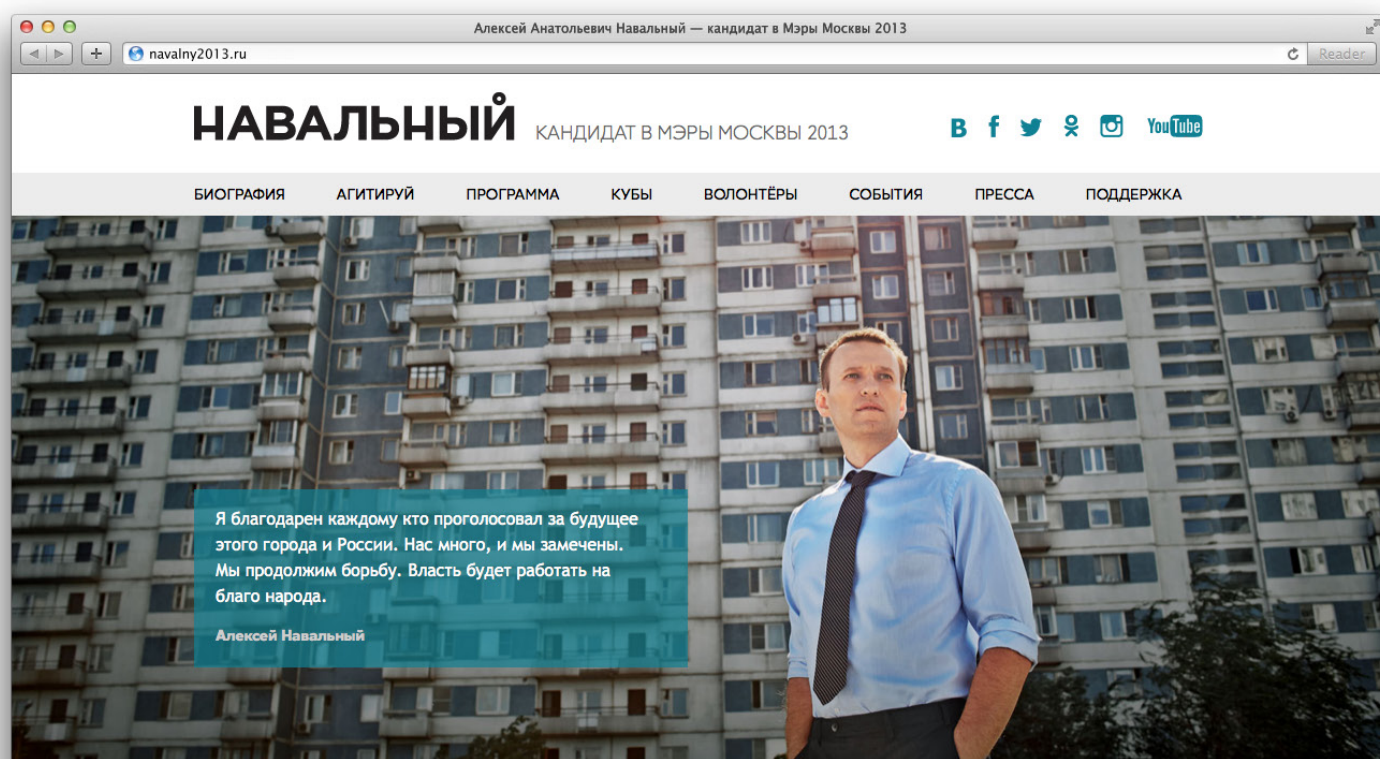 Алексей Анатольевич Навальный — кандидат в Мэры Москвы 2013
navalny2013.ru
Reader
НАВАЛЬНЫЙ КАНДИДАТ В МЭРЫ МОСКВЫ 2013
You Tube
БИОГРАФИЯ АГИТИРУЙ ПРОГРАММА КУБЫ ВОЛОНТЁРЫ СОБЫТИЯ ПРЕССА ПОДДЕРЖКА
Я благодарен каждому кто проголосовал за будущее
этого города и России. Нас много, и мы замечены.
Мы продолжим борьбу. Власть будет работать на
благо народа.
Алексей Навальный